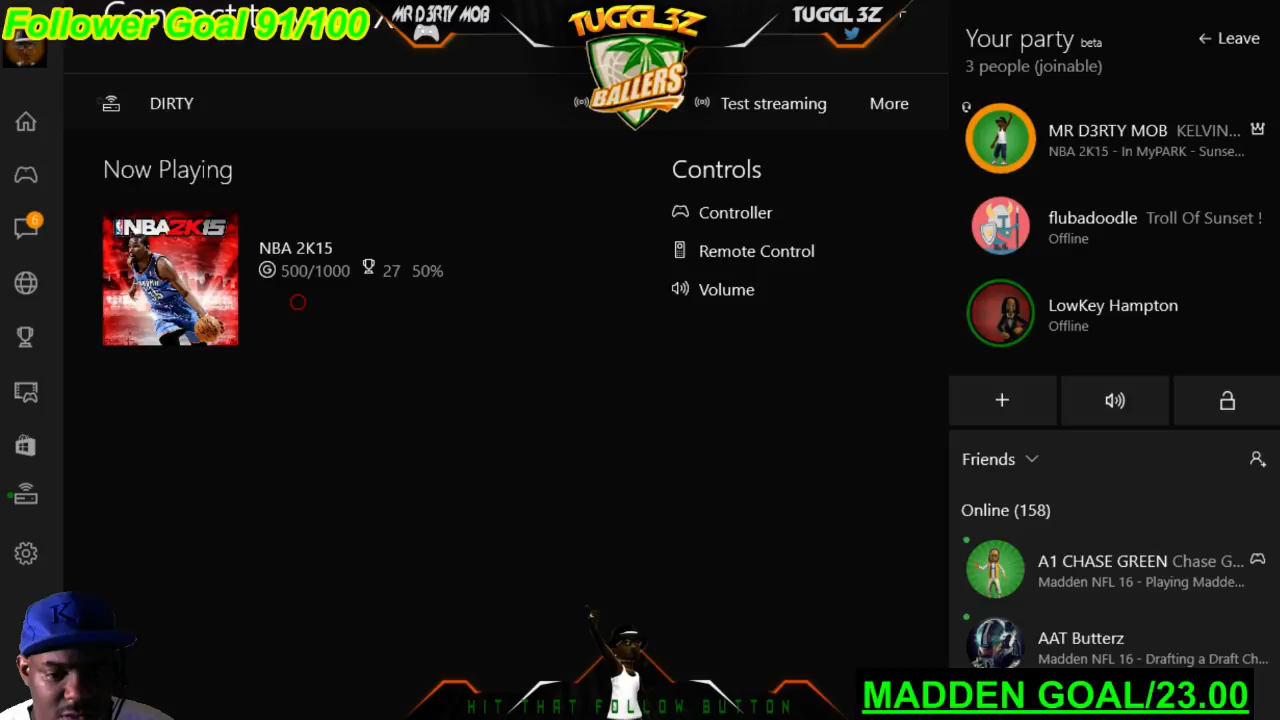 Follower Goal 91/100
MR D3RTY MOB
TUGGL3Z
BALLERS
TUGGL3Z
Your party beta
← Leave
3 people (joinable)
DIRTY
Test streaming
More
MR D3RTY MOB KELVIN...
NBA 2K15 - In MyPARK - Sunse...
Now Playing
Controls
NBA2K15
NBA 2K15
500/1000 27 50%
Controller
Remote Control
Volume
6
flubadoodle Troll Of Sunset !
Offline
LowKey Hampton
Offline
+
Friends
Online (158)
A1 CHASE GREEN Chase G...
Madden NFL 16 - Playing Madde...
AAT Butterz
Madden NFL 16 - Drafting a Draft Ch...
K
HIT THAT FOLLOW BUTTON
MADDEN GOAL/23.00